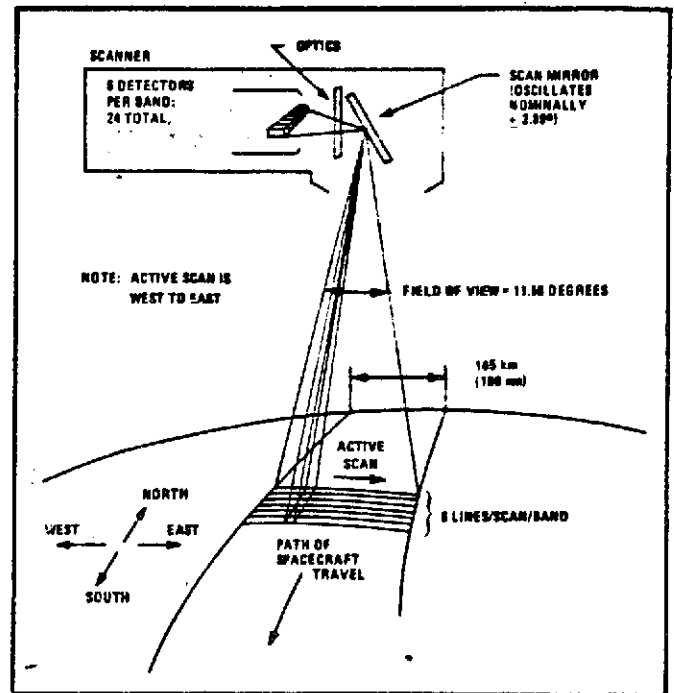 OPTICS
SCANNER
6 DETECTORS
PER BAND:
24 TOTAL,
SCAN MIRROR
(OSCILLATES
NOMINALLY
NOTE: ACTIVE SCAN IS
WEST TO EAST
FIELD OF VIEW = DEGREES
185 km
(100 nm)
ACTIVE
SCAN
NORTH
WEST EAST
SOUTH
6 LINES/SCAN/BAND
PATH OF
SPACECRAFT
TRAVEL